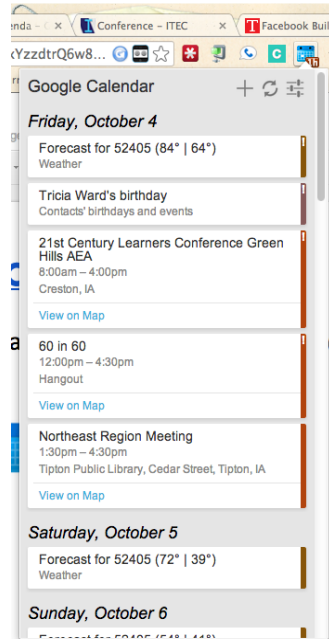 enda - C
Conference – ITEC
Facebook Buil
xYzzdtrQ6w8...
1h
Google Calendar
Friday, October 4
Forecast for 52405 (84° | 64°)
Weather
Tricia Ward's birthday
Contacts' birthdays and events
21st Century Learners Conference Green
Hills AEA
8:00am – 4:00pm
Creston, IA
View on Map
60 in 60
12:00pm – 4:30pm
Hangout
View on Map
Northeast Region Meeting
1:30pm – 4:30pm
Tipton Public Library, Cedar Street, Tipton, IA
View on Map
Saturday, October 5
Forecast for 52405 (72° | 39°)
Weather
Sunday, October 6